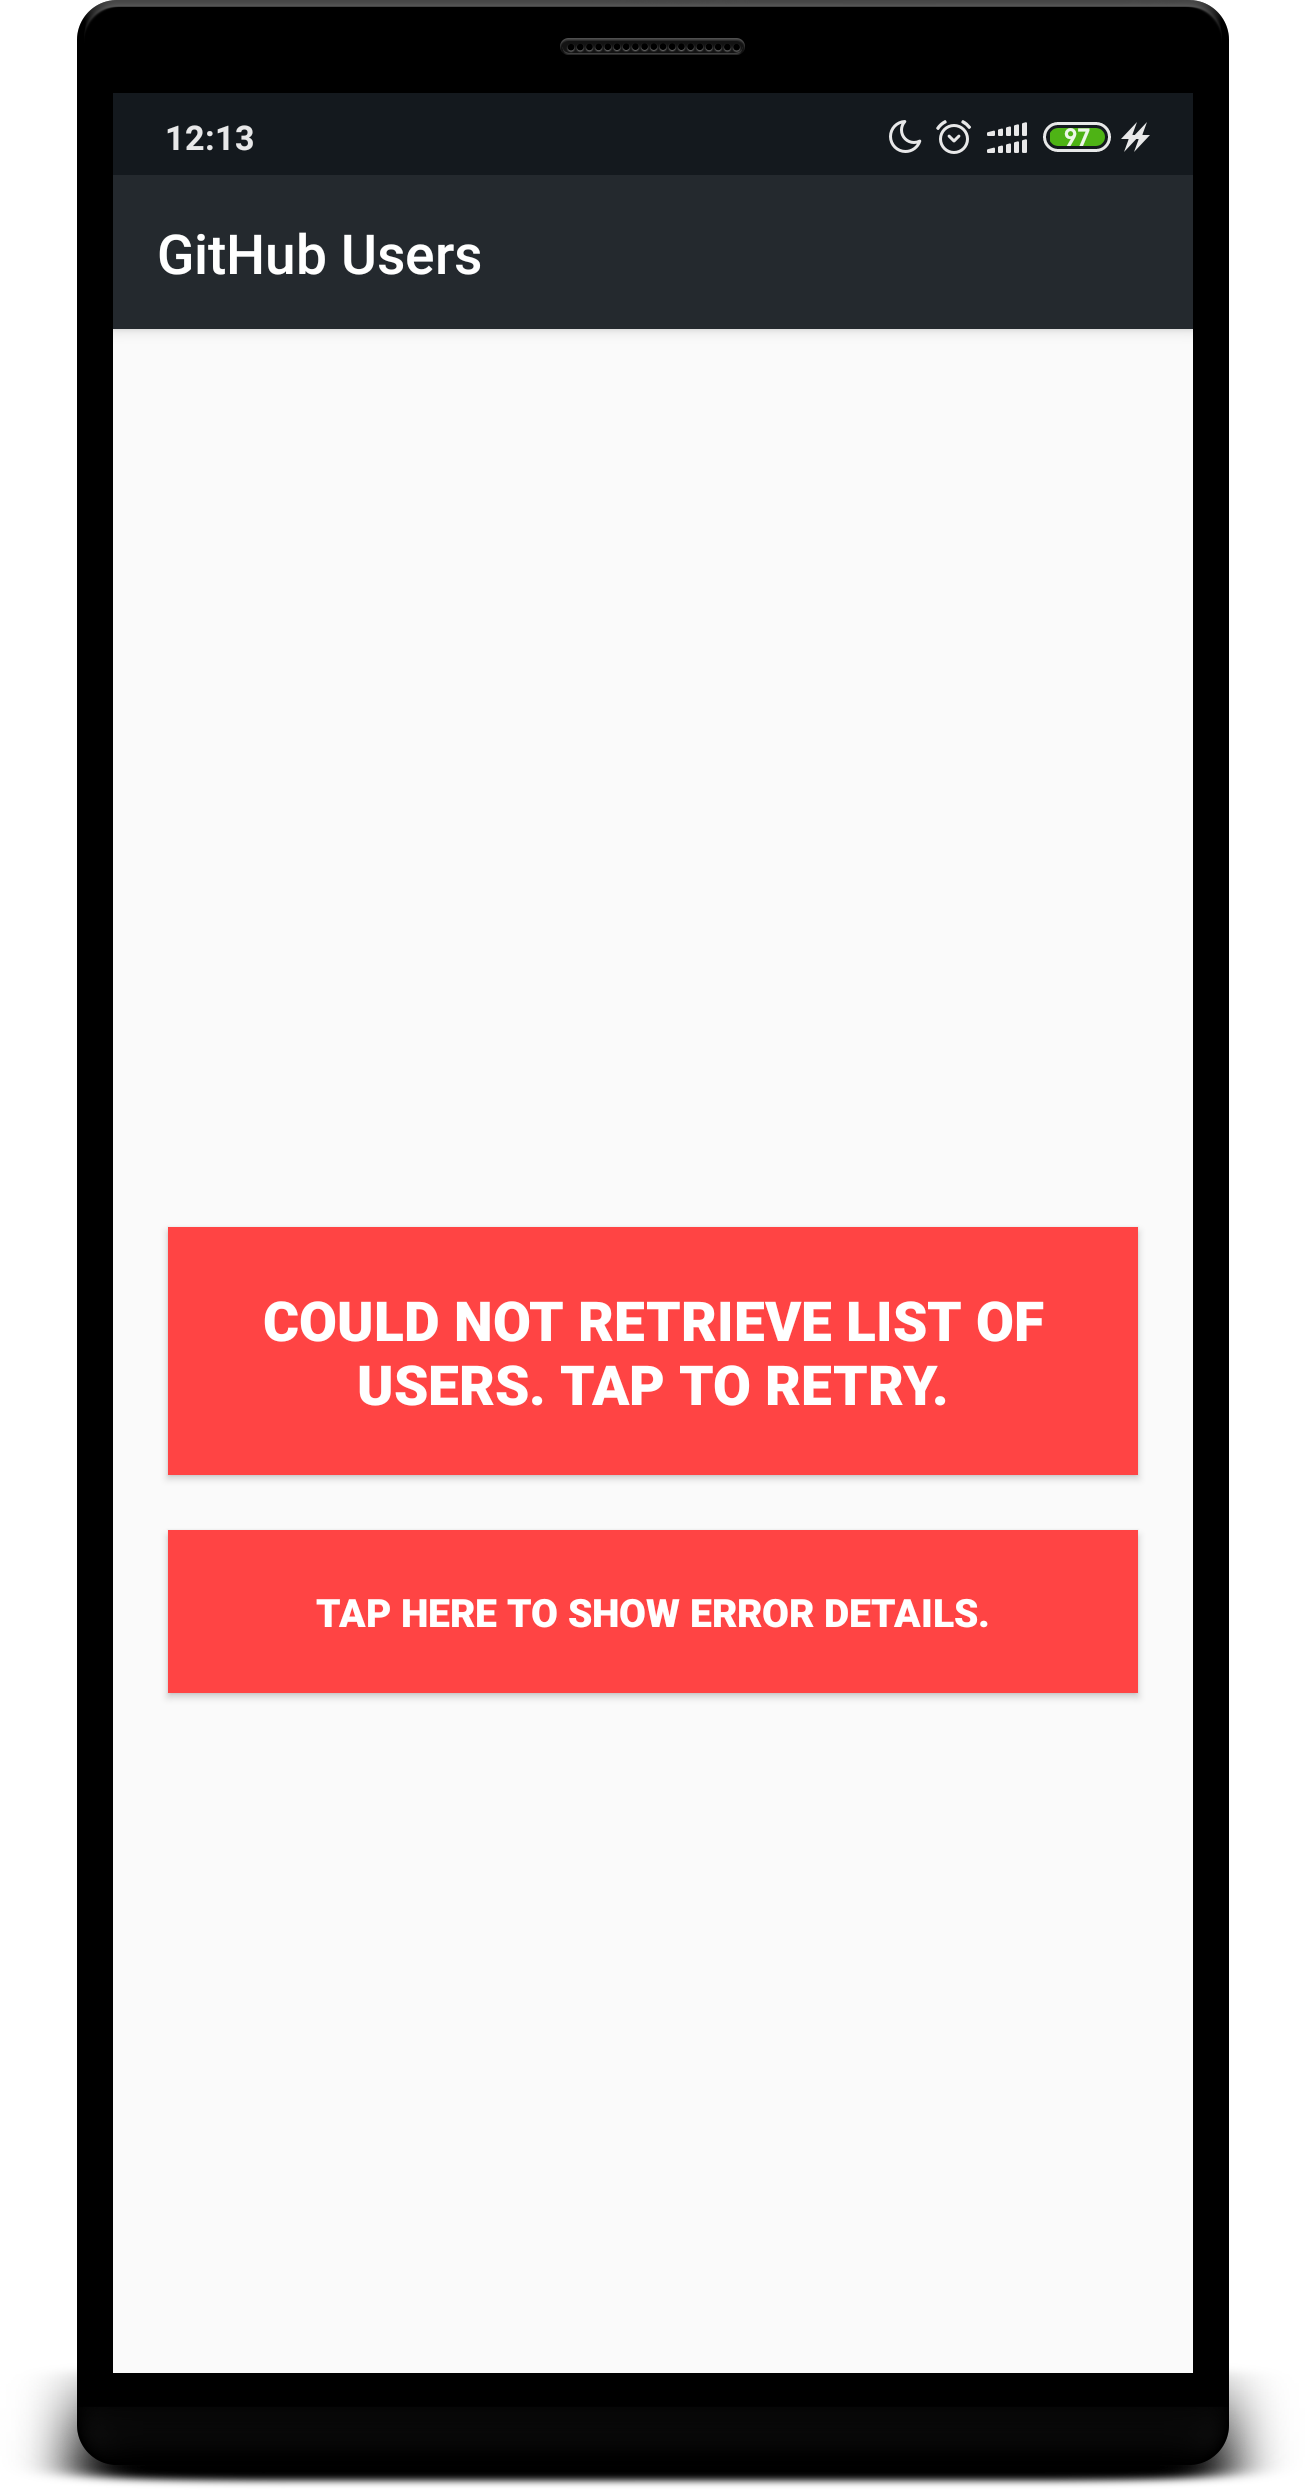 12:13
97
GitHub Users
COULD NOT RETRIEVE LIST OF
USERS. TAP TO RETRY.
TAP HERE TO SHOW ERROR DETAILS.